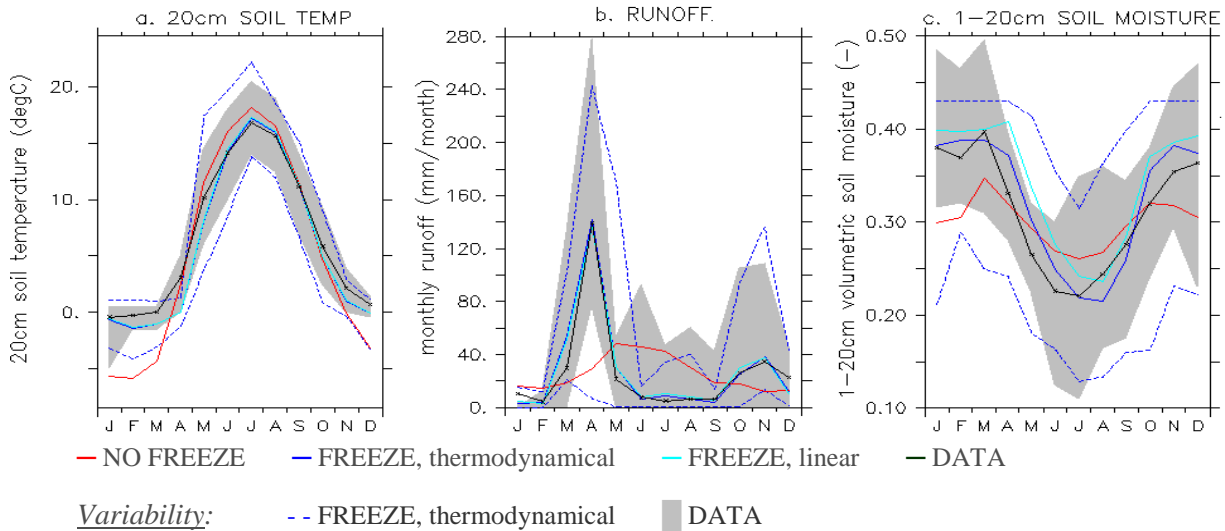 a. 20cm SOIL TEMP
20cm soil temperature (degC)
20.
10.
0.
J F M A M J J A S O N D
b. RUNOFF.
monthly runoff (mm/month)
280.
240.
200.
160.
120.
80.
40.
0.
J F M A M J J A S O N D
c. 1-20cm SOIL MOISTURE
1-20cm volumetric soil moisture (-)
0.50
0.40
0.30
0.20
0.10
J F M A M J J A S O N D
NO FREEZE FREEZE, thermodynamical FREEZE, linear DATA
Variability: FREEZE, thermodynamical DATA